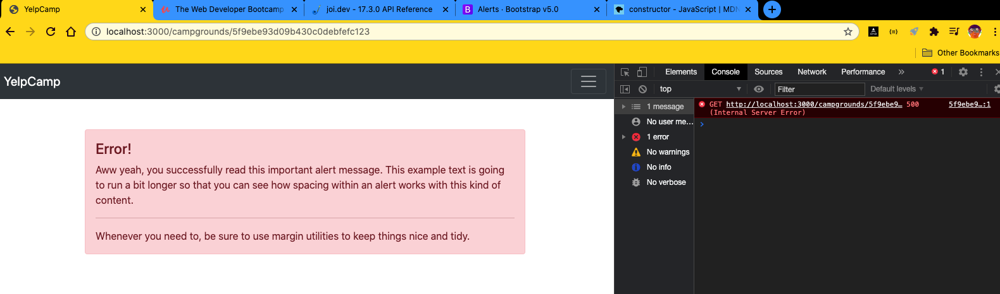 YelpCamp
The Web Developer Bootcamp
joi.dev - 17.3.0 API Reference
Alerts · Bootstrap v5.0
constructor - JavaScript | MDN
localhost:3000/campgrounds/5f9ebe93d09b430c0debfefc123
Other Bookmarks
YelpCamp
Elements Console Sources Network Performance » 1
top Filter Default levels
1 message
No user me...
1 error
No warnings
No info
No verbose
GET http://localhost:3000/campgrounds/5f9ebe9… 500 5f9ebe9…:1
(Internal Server Error)
Error!
Aww yeah, you successfully read this important alert message. This example text is going
to run a bit longer so that you can see how spacing within an alert works with this kind of
content.
Whenever you need to, be sure to use margin utilities to keep things nice and tidy.